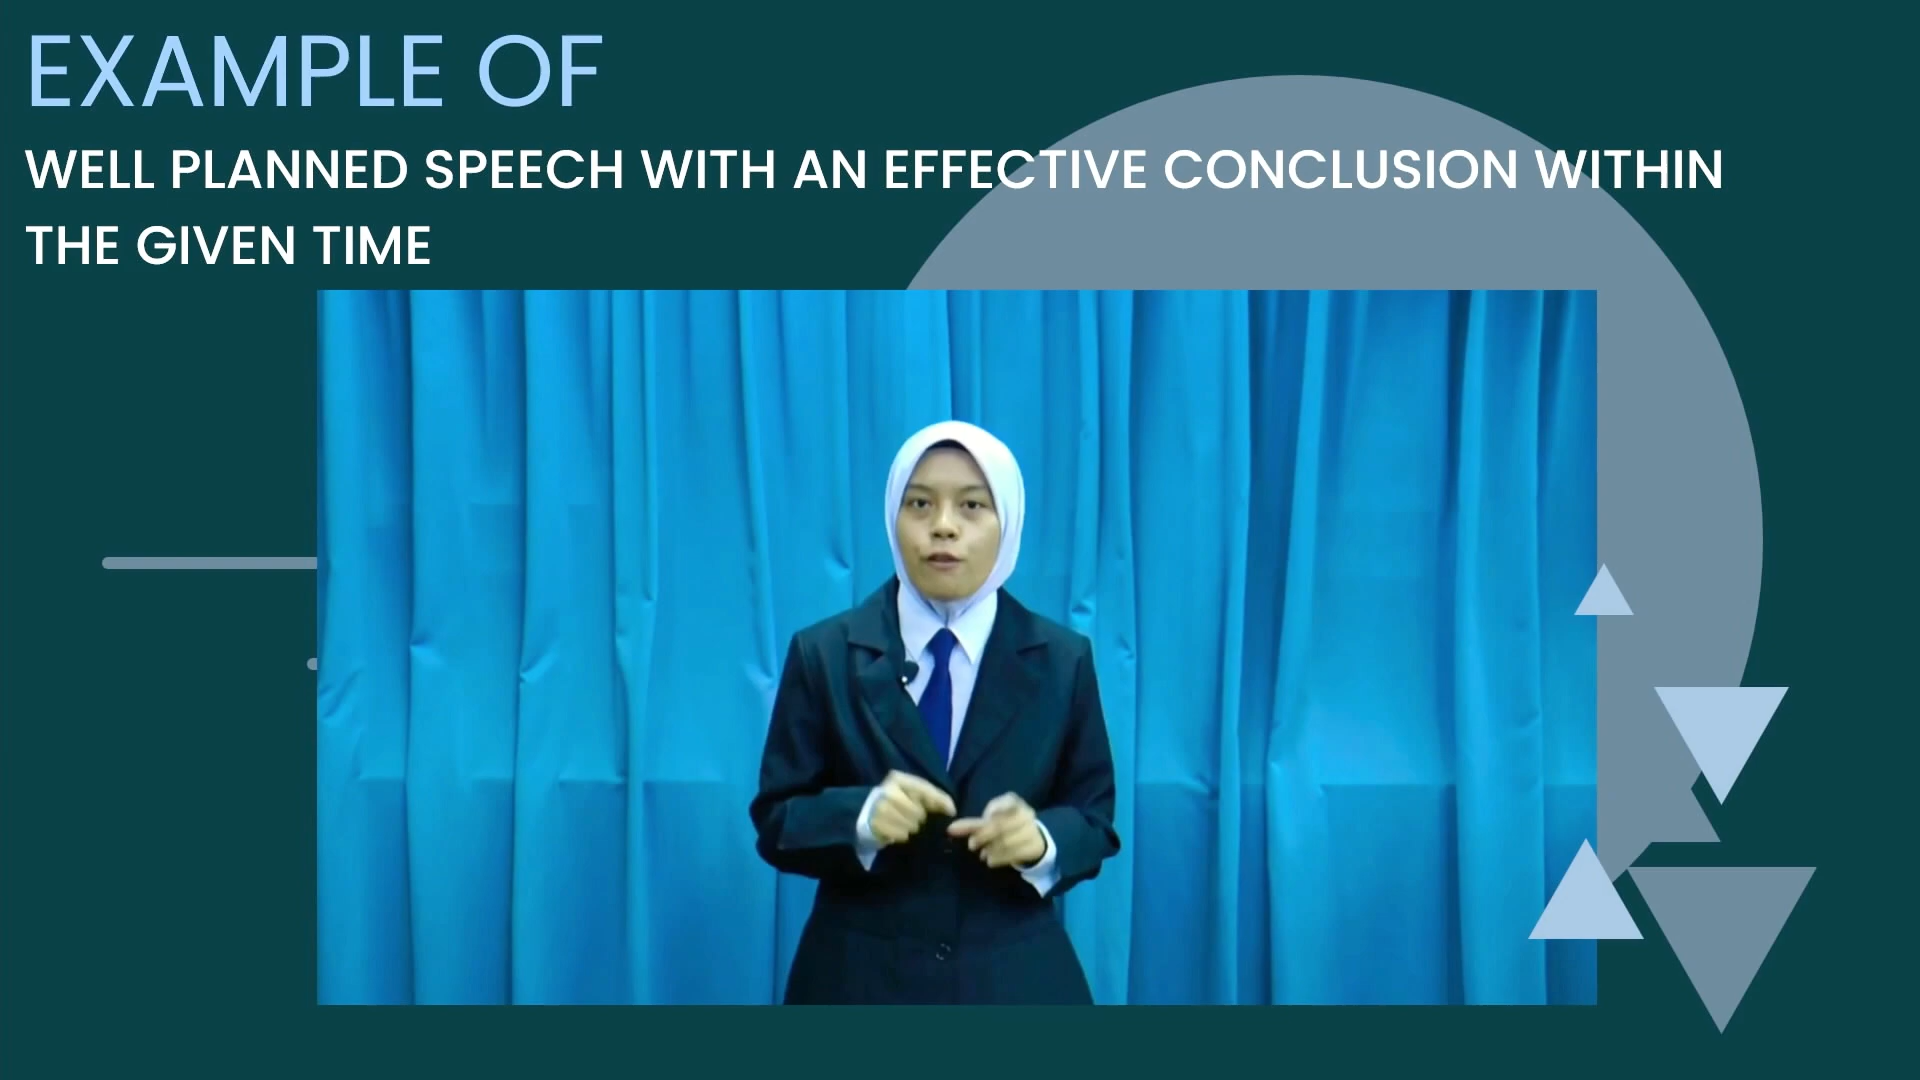 EXAMPLE OF
WELL PLANNED SPEECH WITH AN EFFECTIVE CONCLUSION WITHIN
THE GIVEN TIME